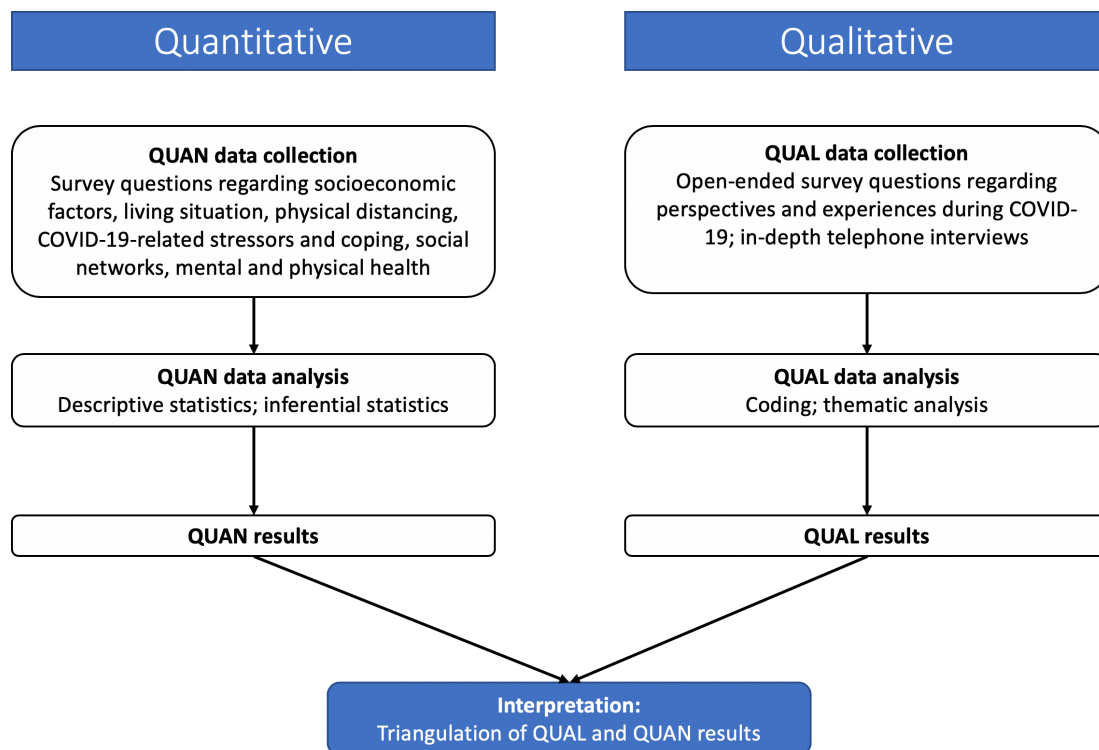 Quantitative
Qualitative
QUAN data collection
Survey questions regarding socioeconomic
factors, living situation, physical distancing,
COVID-19-related stressors and coping, social
networks, mental and physical health
QUAL data collection
Open-ended survey questions regarding
perspectives and experiences during COVID-
19; in-depth telephone interviews
QUAN data analysis
Descriptive statistics; inferential statistics
QUAL data analysis
Coding; thematic analysis
QUAN results
QUAL results
Interpretation:
Triangulation of QUAL and QUAN results